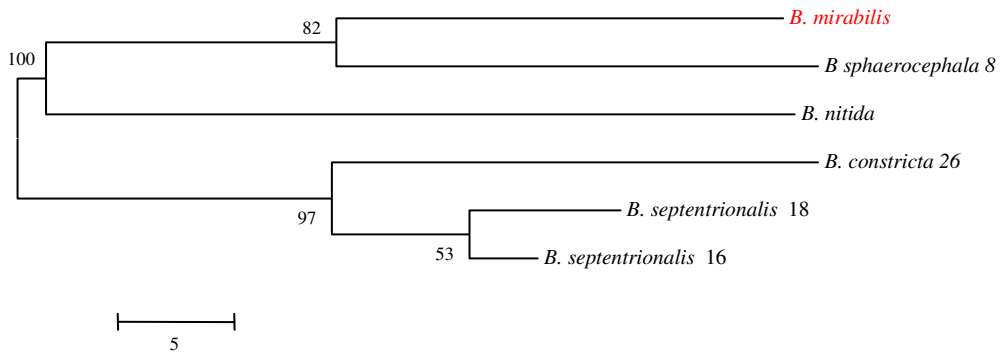 B. mirabilis
82
100
B sphaerocephala 8
B. nitida
B. constricta 26
97
B. septentrionalis 18
53
B. septentrionalis 16
5